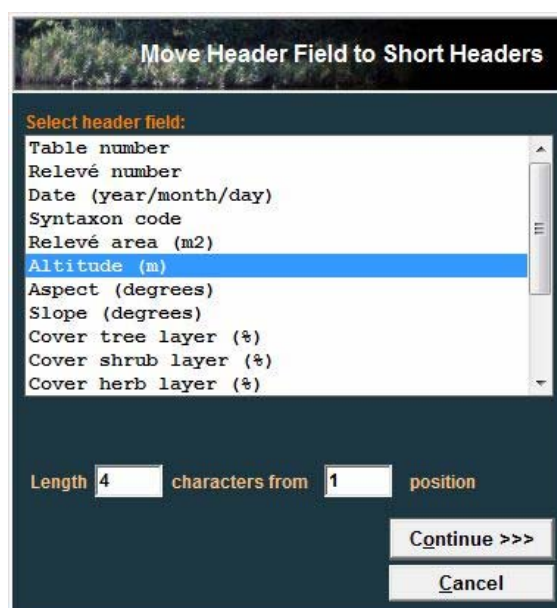 Move Header Field to Short Headers
Select header field:
Table number
Relevé number
Date (year/month/day)
Syntaxon code
Relevé area (m2)
Altitude (m)
Aspect (degrees)
Slope (degrees)
Cover tree layer (%)
Cover shrub layer (%)
Cover herb layer (%)
Length 4 characters from 1 position
Continue >>>
Cancel